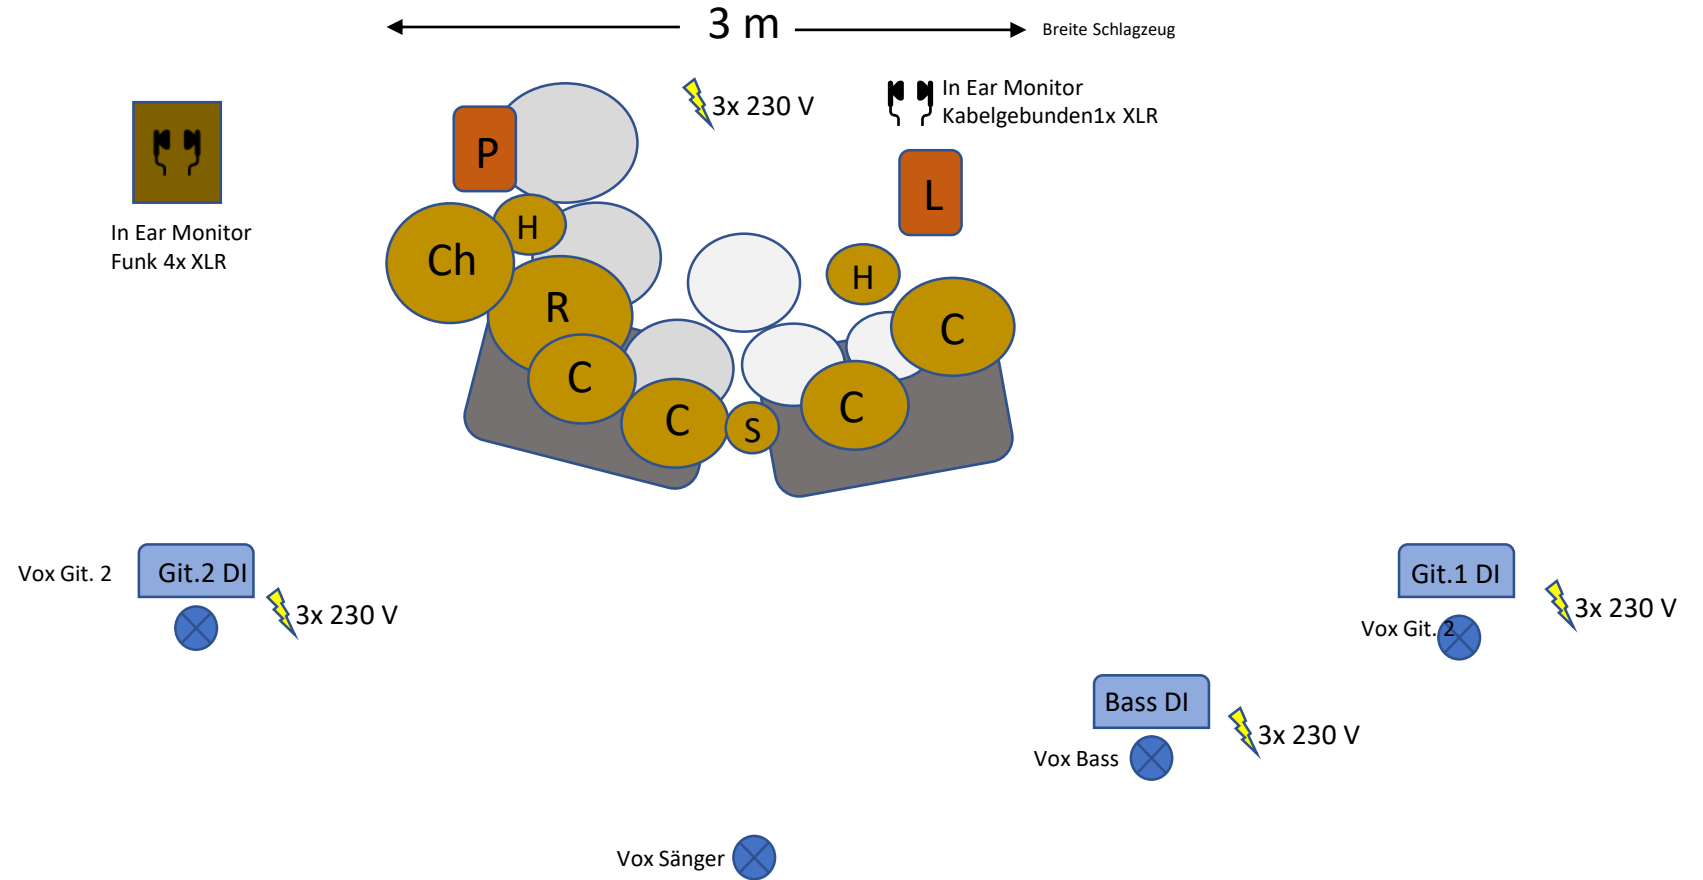 3 m
Breite Schlagzeug
In Ear Monitor
Kabelgebunden1x XLR
3x 230 V
P
L
In Ear Monitor
Funk 4x XLR
H
Ch
R
H
C
C
C
C
S
Vox Git. 2
Git.2 DI
3x 230 V
Git.1 DI
3x 230 V
Vox Git. 2
Bass DI
3x 230 V
Vox Bass
Vox Sänger